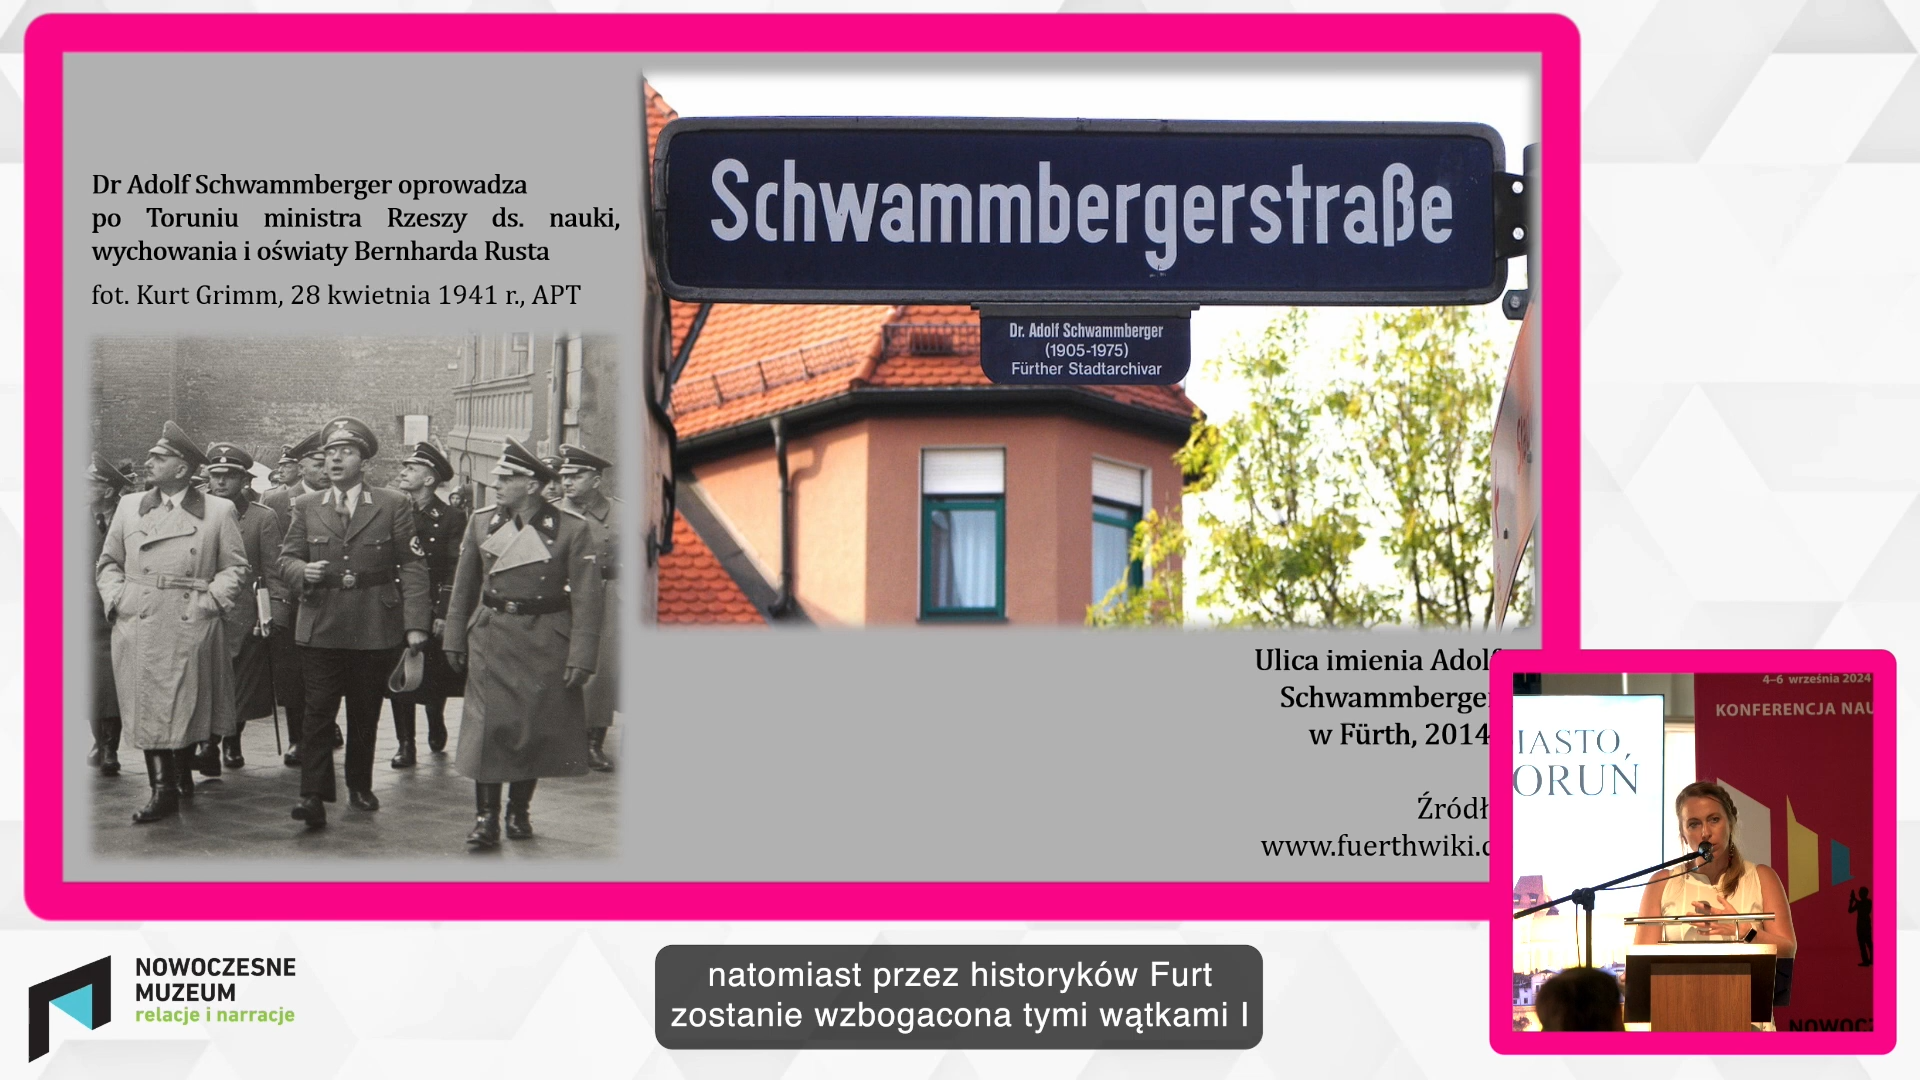 Dr Adolf Schwammberger oprowadza
po Toruniu ministra Rzeszy ds. nauki,
wychowania i oświaty Bernharda Rusta
fot. Kurt Grimm, 28 kwietnia 1941 r., APT
Schwammbergerstraße
Dr. Adolf Schwammberger
(1905-1975)
Fürther Stadtarchivar
Ulica imienia Adolf
Schwammberge
w Fürth, 2014
Źródł
www.fuerthwiki.d
4–6 września 2024
KONFERENCJA NAU
IASTO,
ORUŃ
NOWOCZ
NOWOCZESNE
MUZEUM
relacje i narracje
natomiast przez historyków Furt
zostanie wzbogacona tymi wątkami I